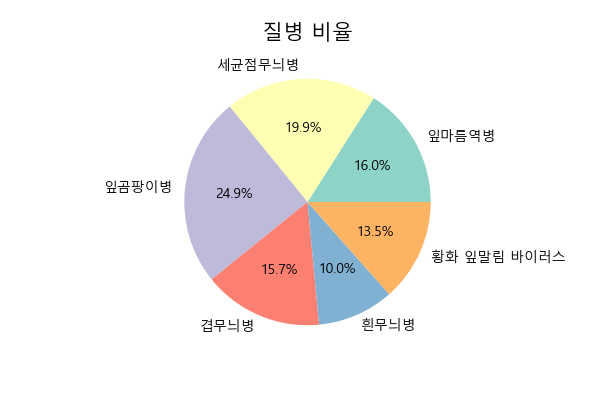 질병 비율
세균점무늬병
19.9%
잎마름역병
16.0%
잎곰팡이병
24.9%
13.5%
황화 잎말림 바이러스
15.7%
10.0%
겹무늬병
흰무늬병